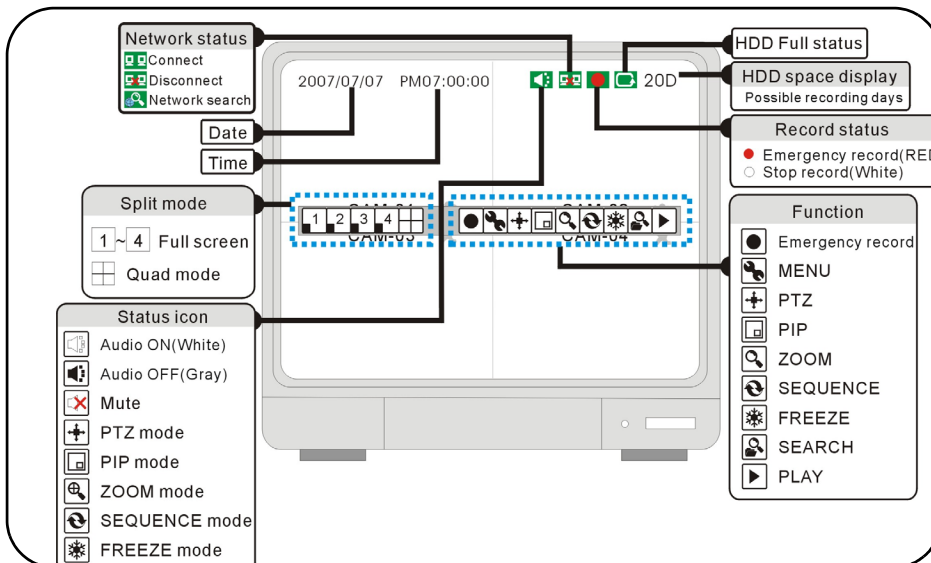 Network status
Connect
Disconnect
Network search
Date
Time
Split mode
1 ~ 4 Full screen
Quad mode
Status icon
Audio ON(White)
Audio OFF(Gray)
Mute
PTZ mode
PIP mode
ZOOM mode
SEQUENCE mode
FREEZE mode
2007/07/07 PM07:00:00 20D
1 2 3 4
CAM-03 CAM-04
HDD Full status
HDD space display
Possible recording days
Record status
Emergency record(RED
Stop record(White)
Function
Emergency record
MENU
PTZ
PIP
ZOOM
SEQUENCE
FREEZE
SEARCH
PLAY